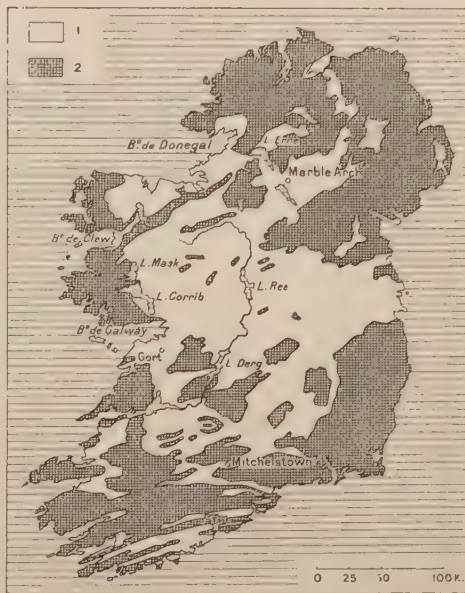 1
2
Bᵉ de Donegal
L. Erne
Marble Arch
Bᵉ de Clew
L. Mask
L. Corrib
L. Ree
Bᵉ de Galway
Gort
L. Derg
Mitchelstown
0 25 50 100 K.